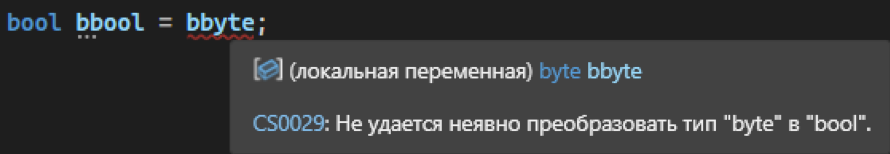 bool bbool = bbyte;
(локальная переменная) byte bbyte
CS0029: Не удается неявно преобразовать тип "byte" в "bool".